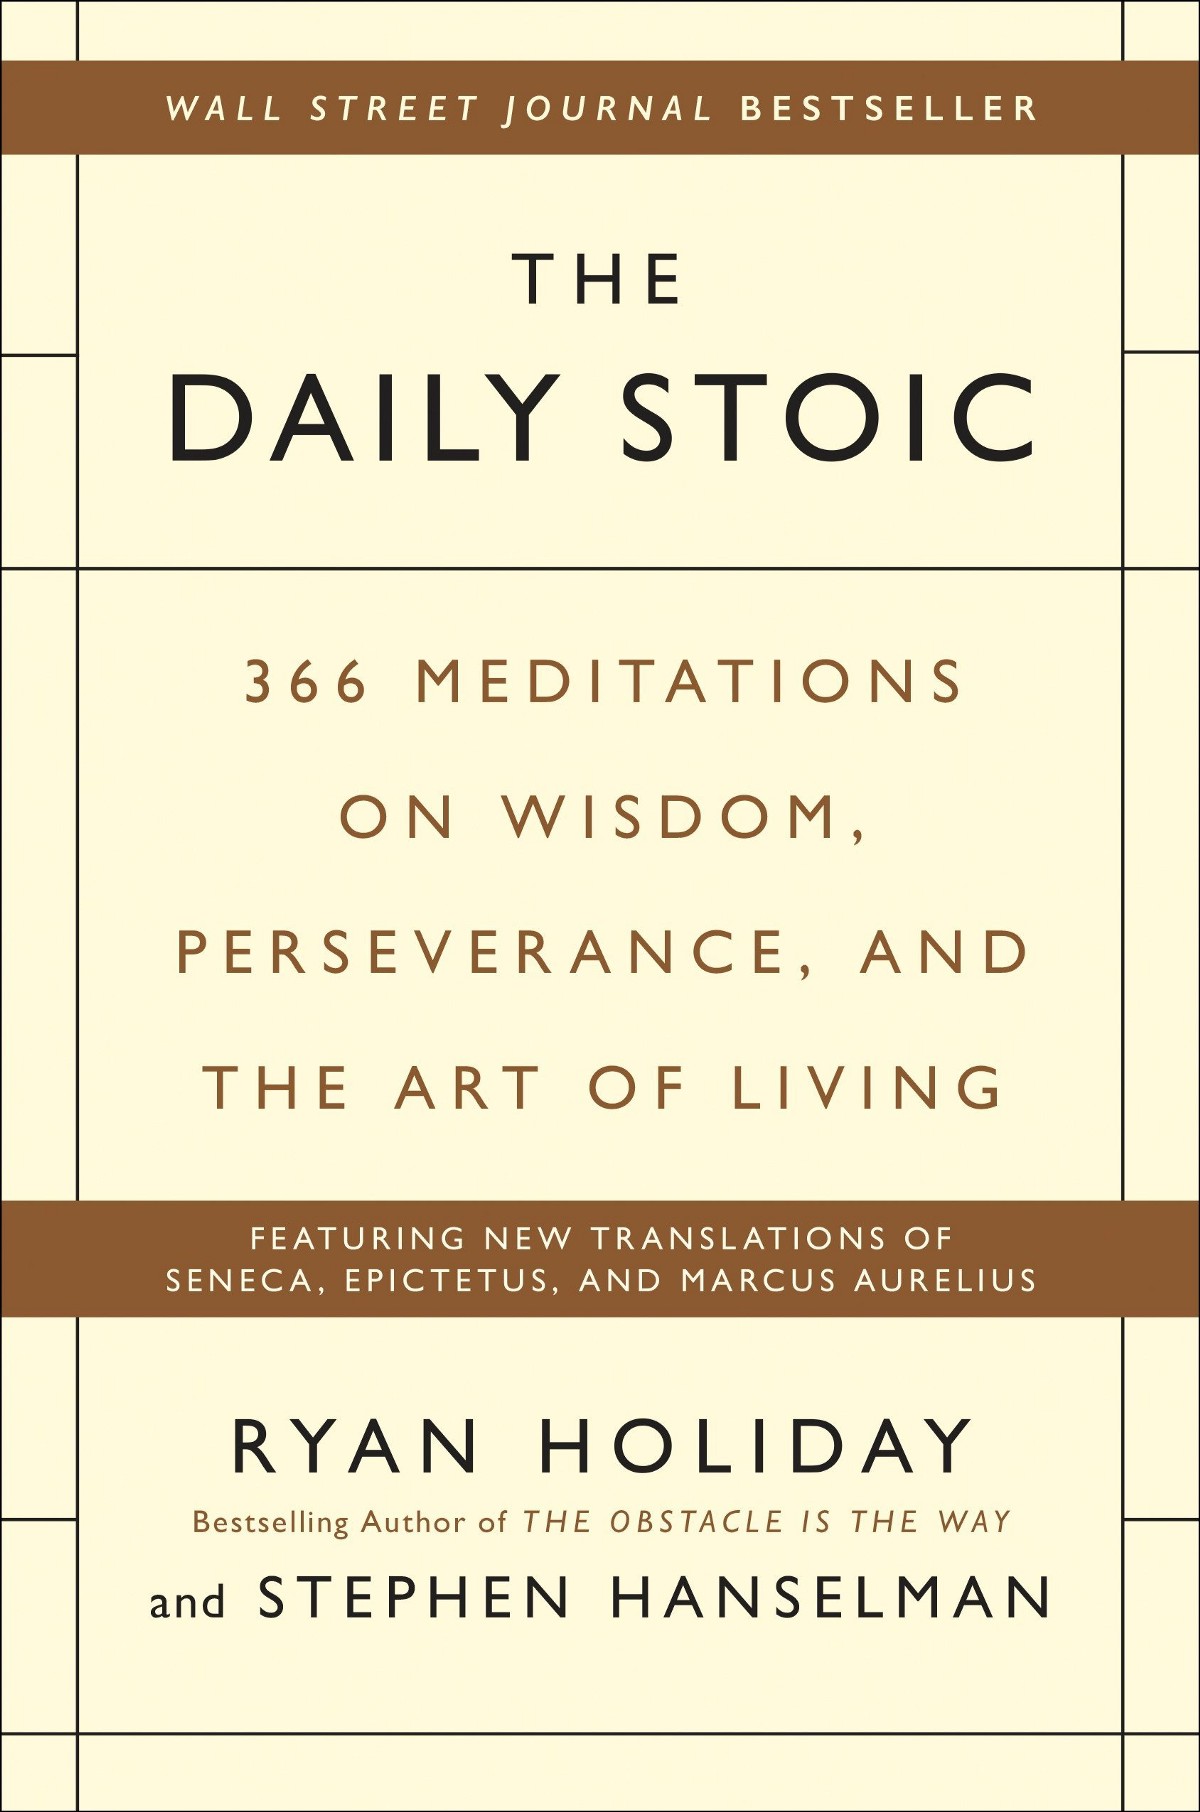 WALL STREET JOURNAL BESTSELLER
THE
DAILY STOIC
366 MEDITATIONS
ON WISDOM,
PERSEVERANCE, AND
THE ART OF LIVING
FEATURING NEW TRANSLATIONS OF
SENECA, EPICTETUS, AND MARCUS AURELIUS
RYAN HOLIDAY
Bestselling Author of THE OBSTACLE IS THE WAY
and STEPHEN HANSELMAN